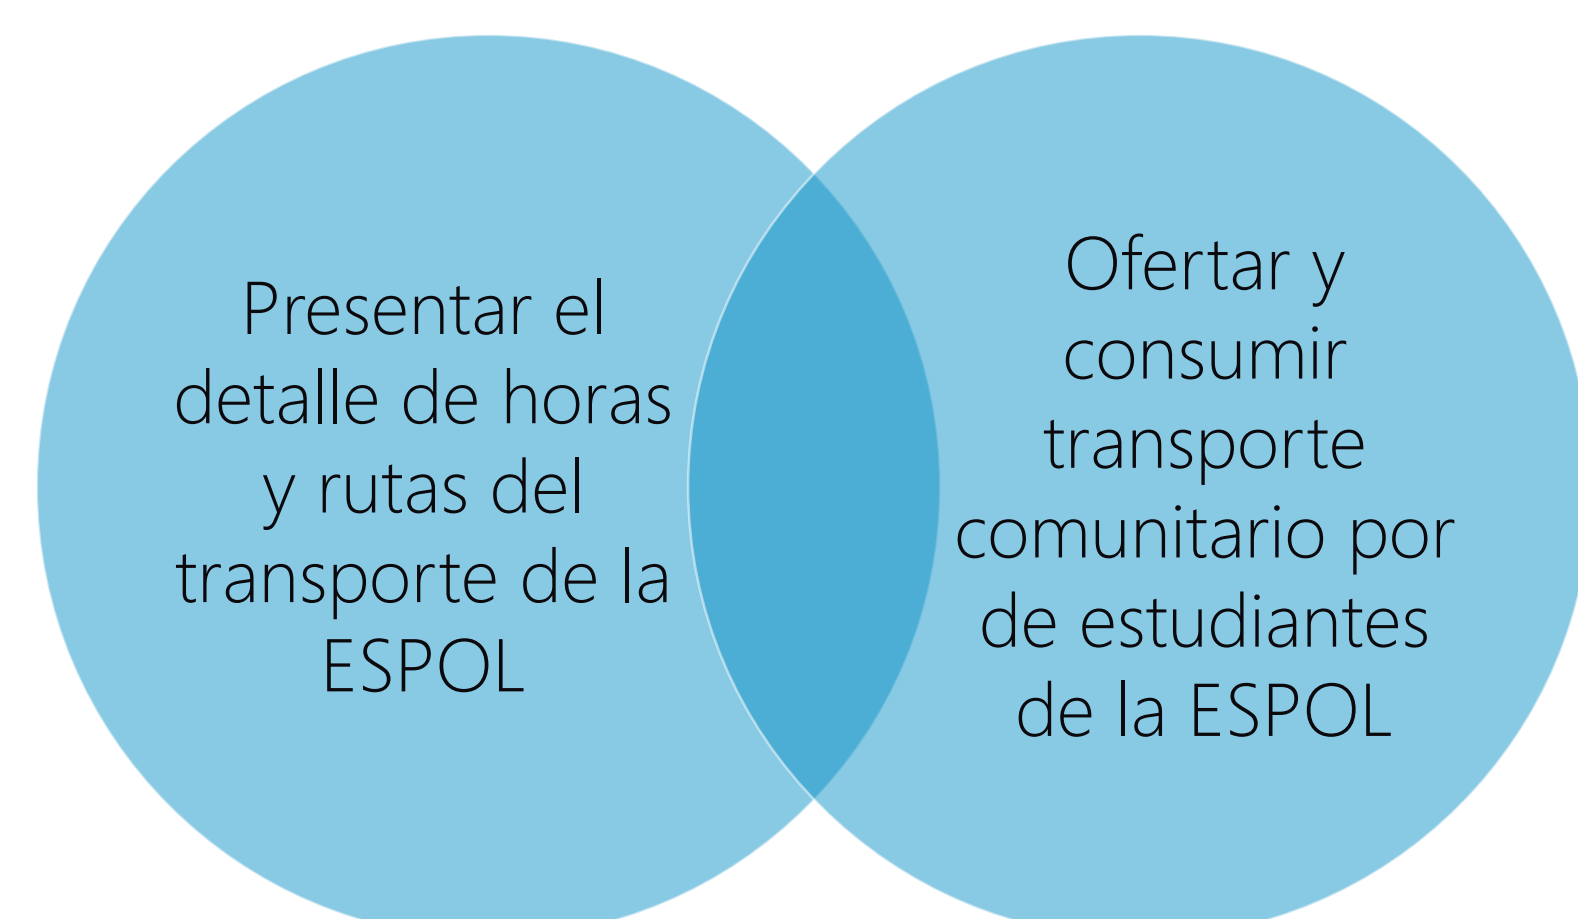 Presentar el
detalle de horas
y rutas del
transporte de la
ESPOL
Ofertar y
consumir
transporte
comunitario por
de estudiantes
de la ESPOL